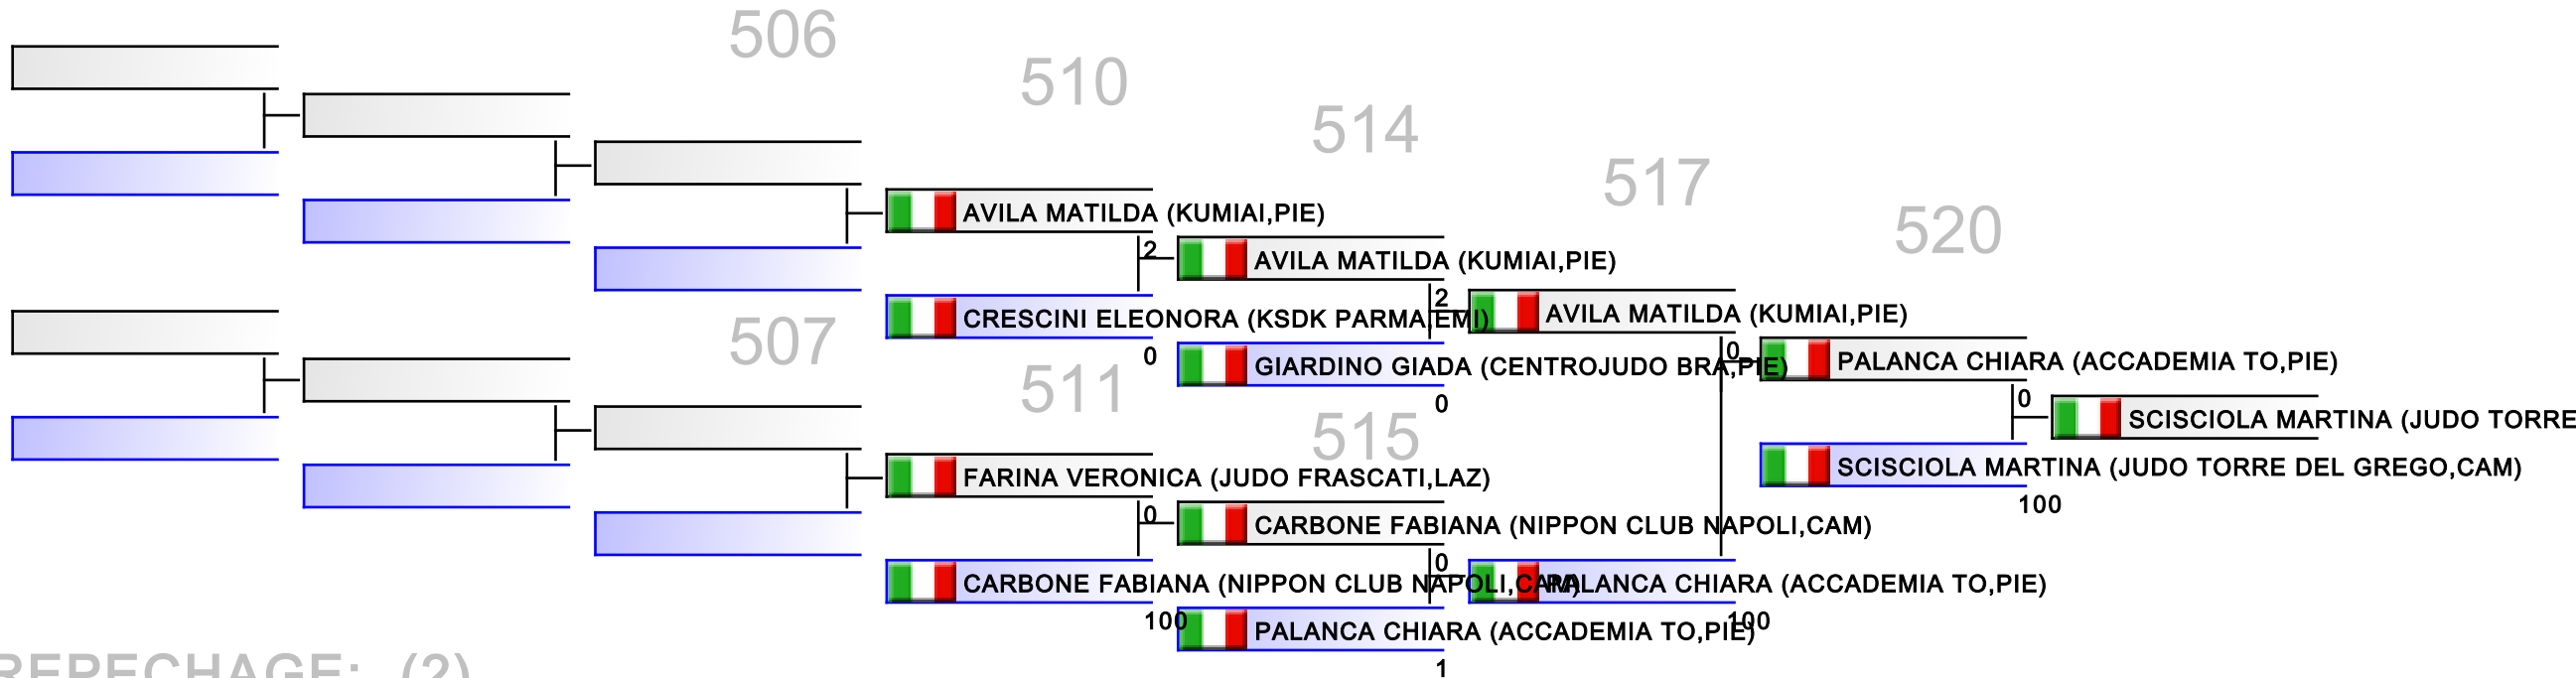 506
510
514
517
520
AVILA MATILDA (KUMIAI,PIE)
2
AVILA MATILDA (KUMIAI,PIE)
CRESCINI ELEONORA (KSDK PARMA,EMI)
0
2
AVILA MATILDA (KUMIAI,PIE)
GIARDINO GIADA (CENTROJUDO BRA,PIE)
0
0
PALANCA CHIARA (ACCADEMIA TO,PIE)
0
SCISCIOLA MARTINA (JUDO TORRE
SCISCIOLA MARTINA (JUDO TORRE DEL GREGO,CAM)
100
507
511
515
FARINA VERONICA (JUDO FRASCATI,LAZ)
0
CARBONE FABIANA (NIPPON CLUB NAPOLI,CAM)
CARBONE FABIANA (NIPPON CLUB NAPOLI,CAM)
100
0
PALANCA CHIARA (ACCADEMIA TO,PIE)
100
PALANCA CHIARA (ACCADEMIA TO,PIE)
1
REPECHAGE: (2)